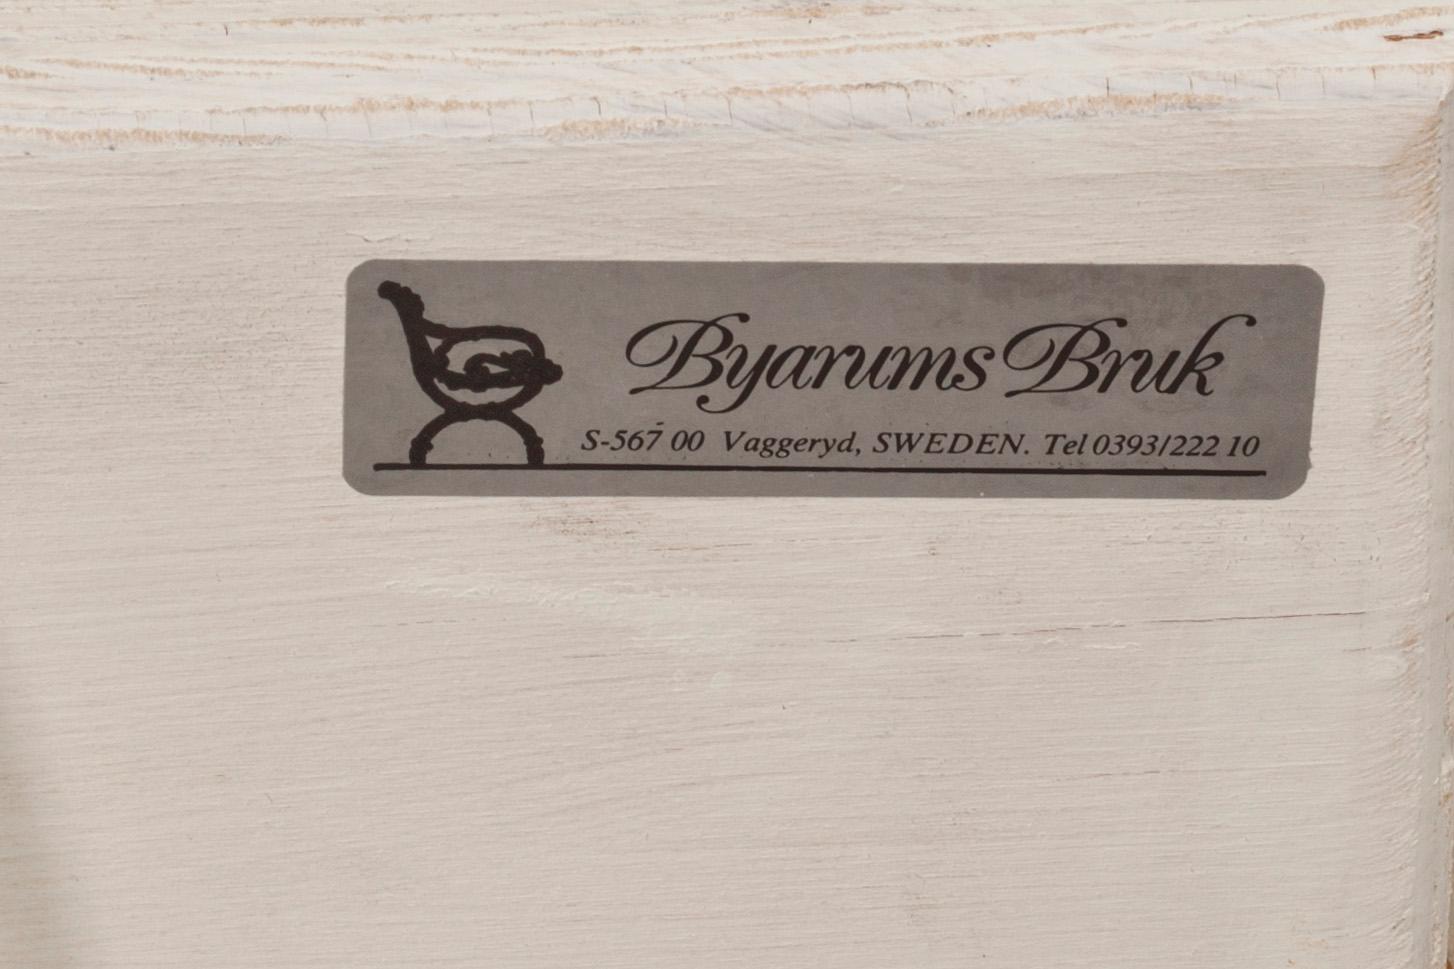 Byarums Bruk
S-567 00 Vaggeryd, SWEDEN. Tel 0393/222 10